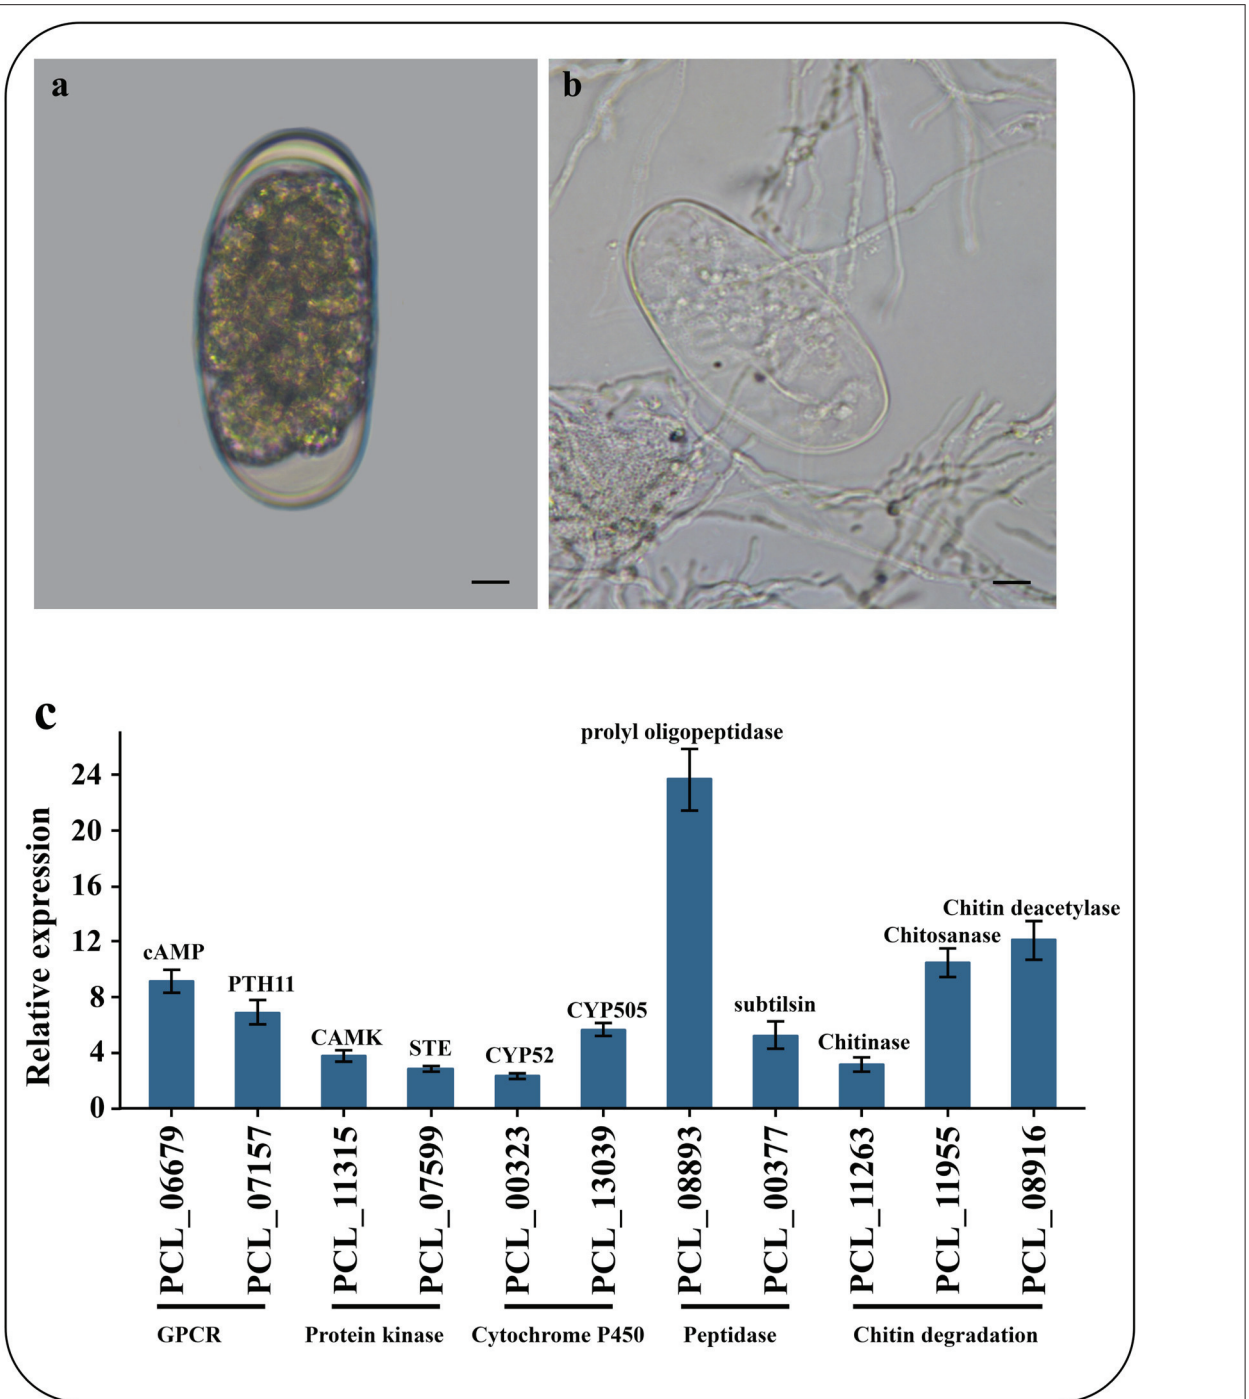 a
b
c
Relative expression
24
20
16
12
8
4
0
cAMP
PTH11
CAMK
STE
CYP52
CYP505
prolyl oligopeptidase
subtilsin
Chitinase
Chitosanase
Chitin deacetylase
PCL_06679
PCL_07157
PCL_11315
PCL_07599
PCL_00323
PCL_13039
PCL_08893
PCL_00377
PCL_11263
PCL_11955
PCL_08916
GPCR
Protein kinase
Cytochrome P450
Peptidase
Chitin degradation